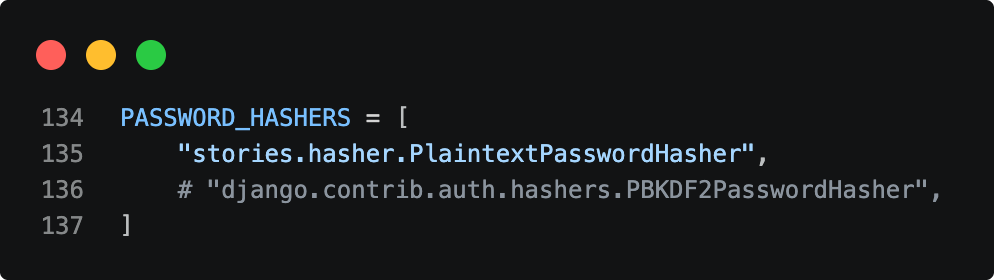 134 PASSWORD_HASHERS = [
135     "stories.hasher.PlaintextPasswordHasher",
136     # "django.contrib.auth.hashers.PBKDF2PasswordHasher",
137 ]